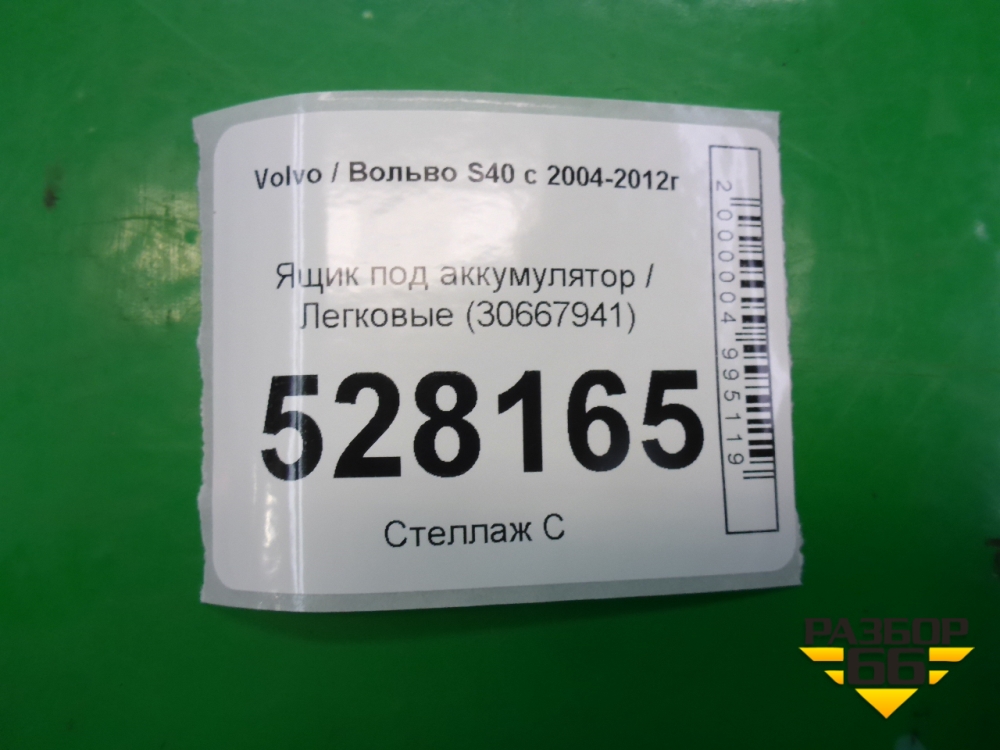 Volvo / Вольво S40 с 2004-2012г
Ящик под аккумулятор /
Легковые (30667941)
528165
Стеллаж С
2000004995119
РАЗБОР
66